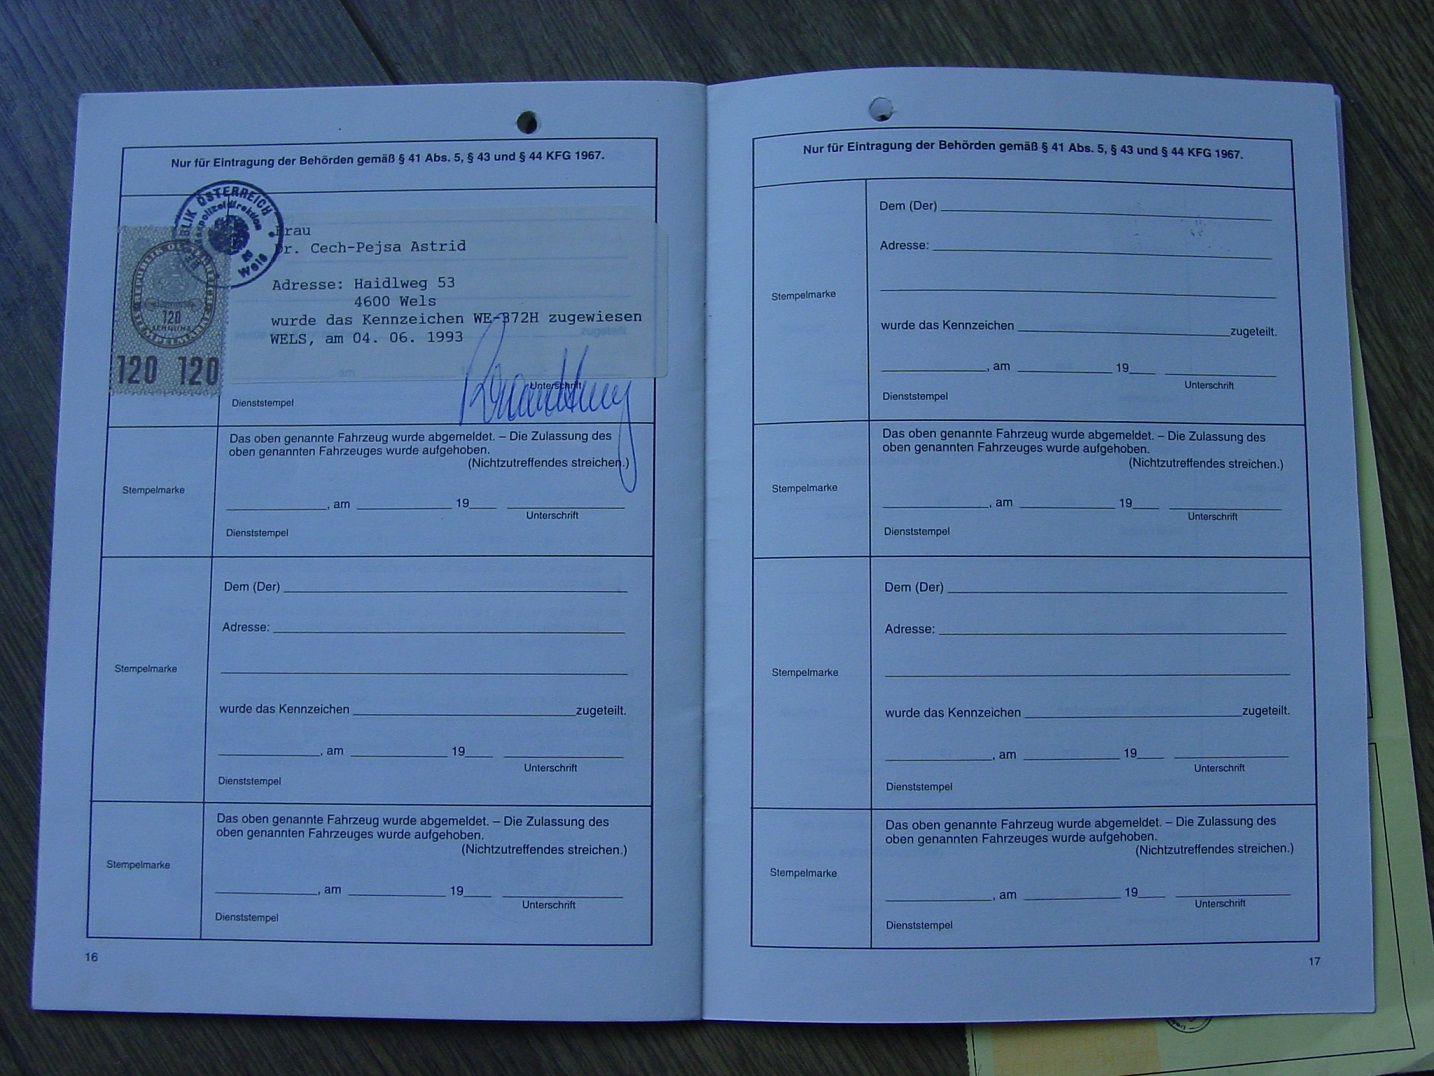 Nur für Eintragung der Behörden gemäß § 41 Abs. 5, § 43 und § 44 KFG 1967.
BLIK ÖSTERREICH
Wels
Frau
Dr. Cech-Pejsa Astrid
Adresse: Haidlweg 53
4600 Wels
wurde das Kennzeichen WE-372H zugewiesen
WELS, am 04. 06. 1993
120
120 120
Unterschrift
Dienststempel
Das oben genannte Fahrzeug wurde abgemeldet. – Die Zulassung des
oben genannten Fahrzeuges wurde aufgehoben.
(Nichtzutreffendes streichen.)
Stempelmarke
, am 19
Unterschrift
Dienststempel
Dem (Der)
Adresse:
Stempelmarke
wurde das Kennzeichen zugeteilt.
, am 19
Unterschrift
Dienststempel
Das oben genannte Fahrzeug wurde abgemeldet. – Die Zulassung des
oben genannten Fahrzeuges wurde aufgehoben.
(Nichtzutreffendes streichen.)
Stempelmarke
, am 19
Unterschrift
Dienststempel
16
Nur für Eintragung der Behörden gemäß § 41 Abs. 5, § 43 und § 44 KFG 1967.
Dem (Der)
Adresse:
Stempelmarke
wurde das Kennzeichen zugeteilt.
, am 19
Unterschrift
Dienststempel
Das oben genannte Fahrzeug wurde abgemeldet. – Die Zulassung des
oben genannten Fahrzeuges wurde aufgehoben.
(Nichtzutreffendes streichen.)
Stempelmarke
, am 19
Unterschrift
Dienststempel
Dem (Der)
Adresse:
Stempelmarke
wurde das Kennzeichen zugeteilt.
, am 19
Unterschrift
Dienststempel
Das oben genannte Fahrzeug wurde abgemeldet. – Die Zulassung des
oben genannten Fahrzeuges wurde aufgehoben.
(Nichtzutreffendes streichen.)
Stempelmarke
, am 19
Unterschrift
Dienststempel
17